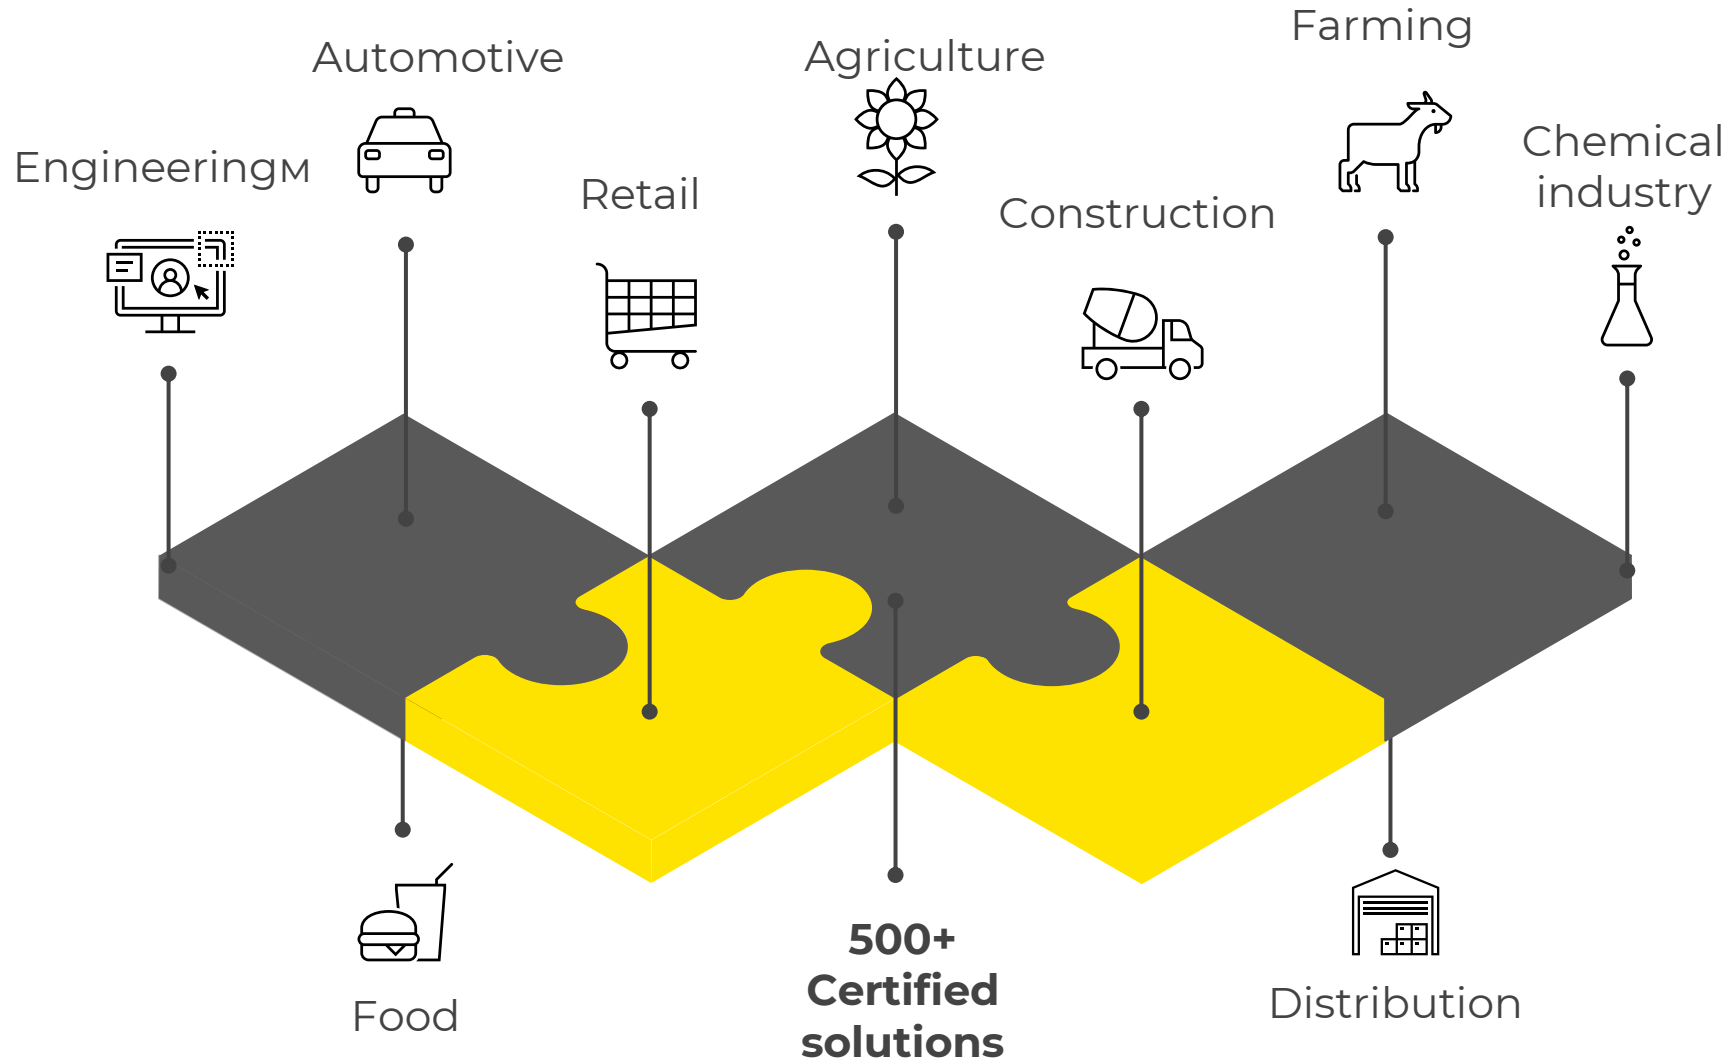 Farming
Automotive
Agriculture
Chemical
industry
Engineeringм
Retail
Construction
500+
Certified
solutions
Food
Distribution